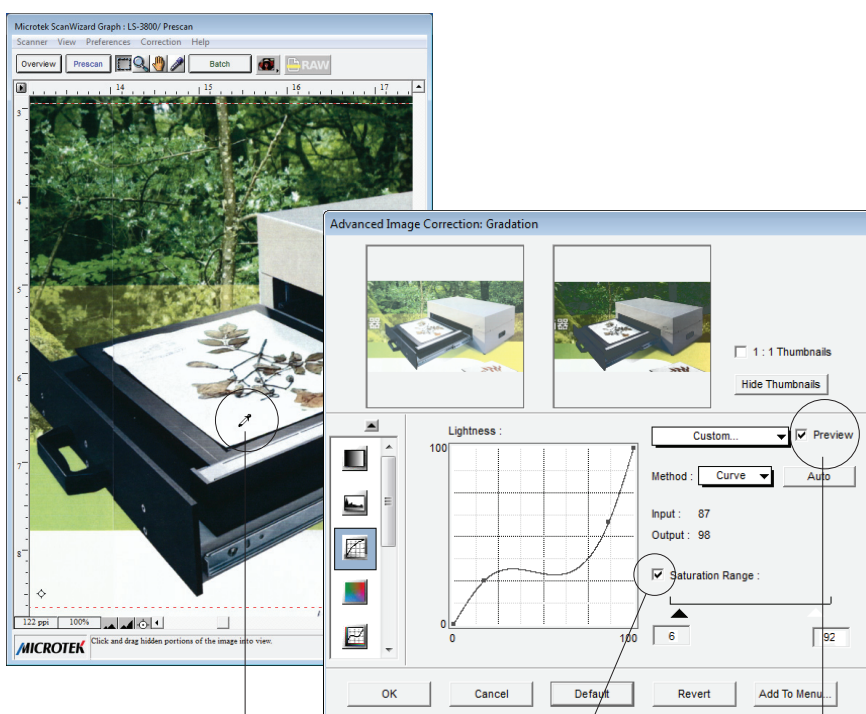 Microtek ScanWizard Graph : LS-3800/ Prescan
Scanner View Preferences Correction Help
Overview Prescan Batch RAW
14 15 16 17
3
4
5
6
7
8
122 ppi 100%
MICROTEK Click and drag hidden portions of the image into view.
Advanced Image Correction: Gradation
1 : 1 Thumbnails
Hide Thumbnails
Lightness :
100
0
0 100
Custom... Preview
Method : Curve Auto
Input : 87
Output : 98
Saturation Range :
6 92
OK Cancel Default Revert Add To Menu...